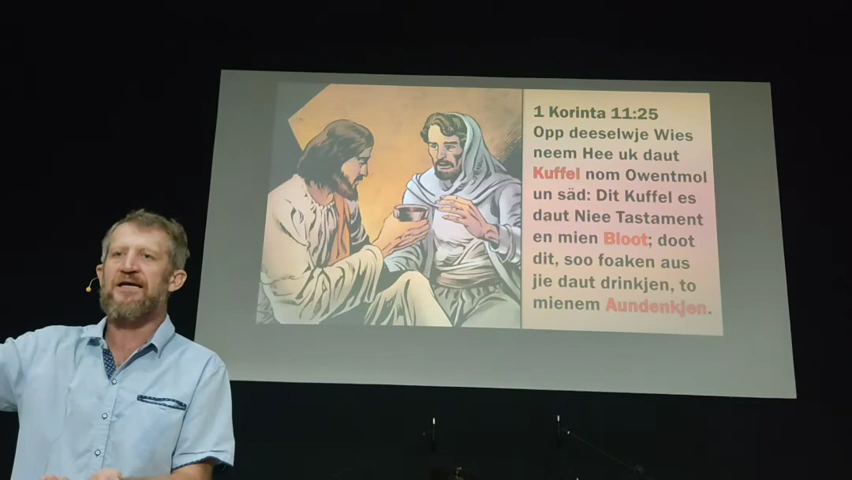 1 Korinta 11:25
Opp deeselwje Wies
neem Hee uk daut
Kuffel nom Owentmol
un säd: Dit Kuffel es
daut Niee Tastament
en mien Bloot; doot
dit, soo foaken aus
jie daut drinkjen, to
mienem Aundenkjen.